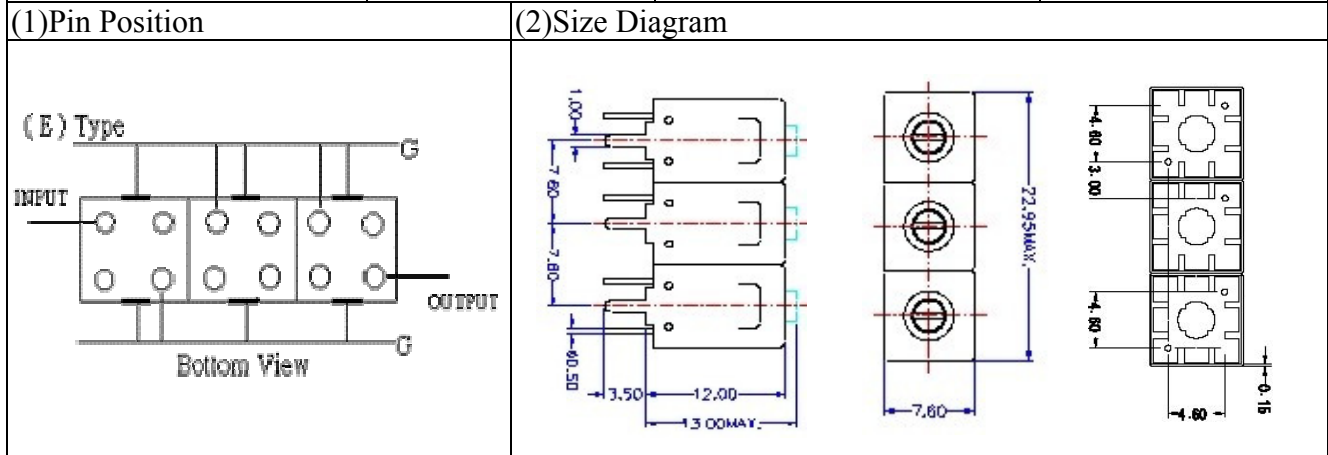 (1)Pin Position
(2)Size Diagram
( E ) Type
G
INPUT
OUTPUT
G
Bottom View
1.00
7.60
7.60
ø0.50
3.50
12.00
13.00MAX.
22.95MAX.
7.60
4.60
3.00
4.60
0.15
4.60